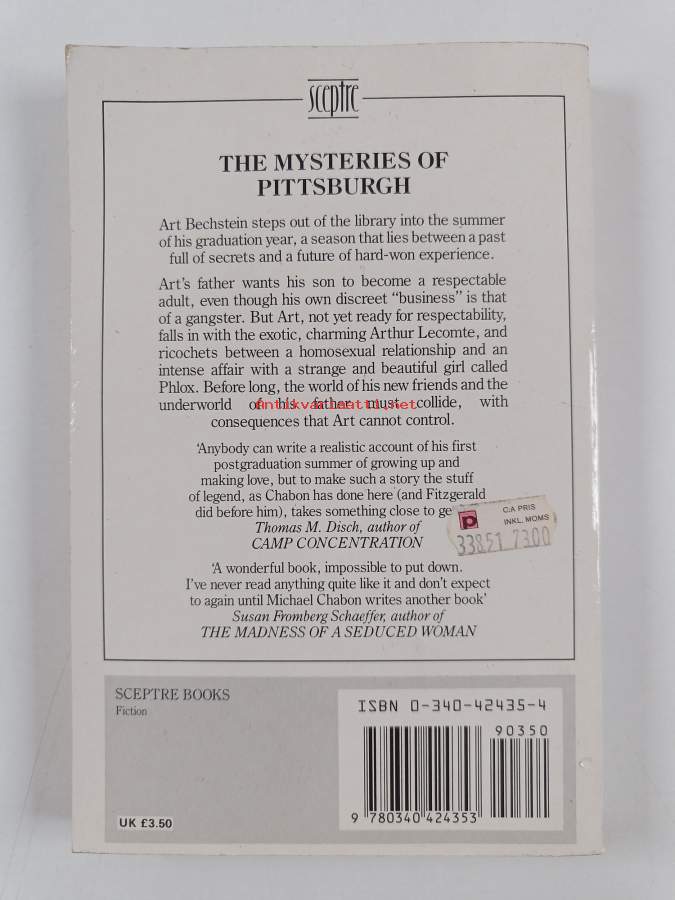 sceptre
THE MYSTERIES OF
PITTSBURGH
Art Bechstein steps out of the library into the summer
of his graduation year, a season that lies between a past
full of secrets and a future of hard-won experience.
Art's father wants his son to become a respectable
adult, even though his own discreet “business” is that
of a gangster. But Art, not yet ready for respectability,
falls in with the exotic, charming Arthur Lecomte, and
ricochets between a homosexual relationship and an
intense affair with a strange and beautiful girl called
Phlox. Before long, the world of his new friends and the
underworld of his father must collide, with
Antikvariaatti.net
consequences that Art cannot control.
‘Anybody can write a realistic account of his first
postgraduation summer of growing up and
making love, but to make such a story the stuff
of legend, as Chabon has done here (and Fitzgerald
did before him), takes something close to ge
Thomas M. Disch, author of
CAMP CONCENTRATION
p
C:A PRIS
INKL. MOMS
33851 7300
‘A wonderful book, impossible to put down.
I've never read anything quite like it and don't expect
to again until Michael Chabon writes another book’
Susan Fromberg Schaeffer, author of
THE MADNESS OF A SEDUCED WOMAN
SCEPTRE BOOKS
Fiction
UK £3.50
ISBN 0-340-42435-4
90350
9 780340 424353